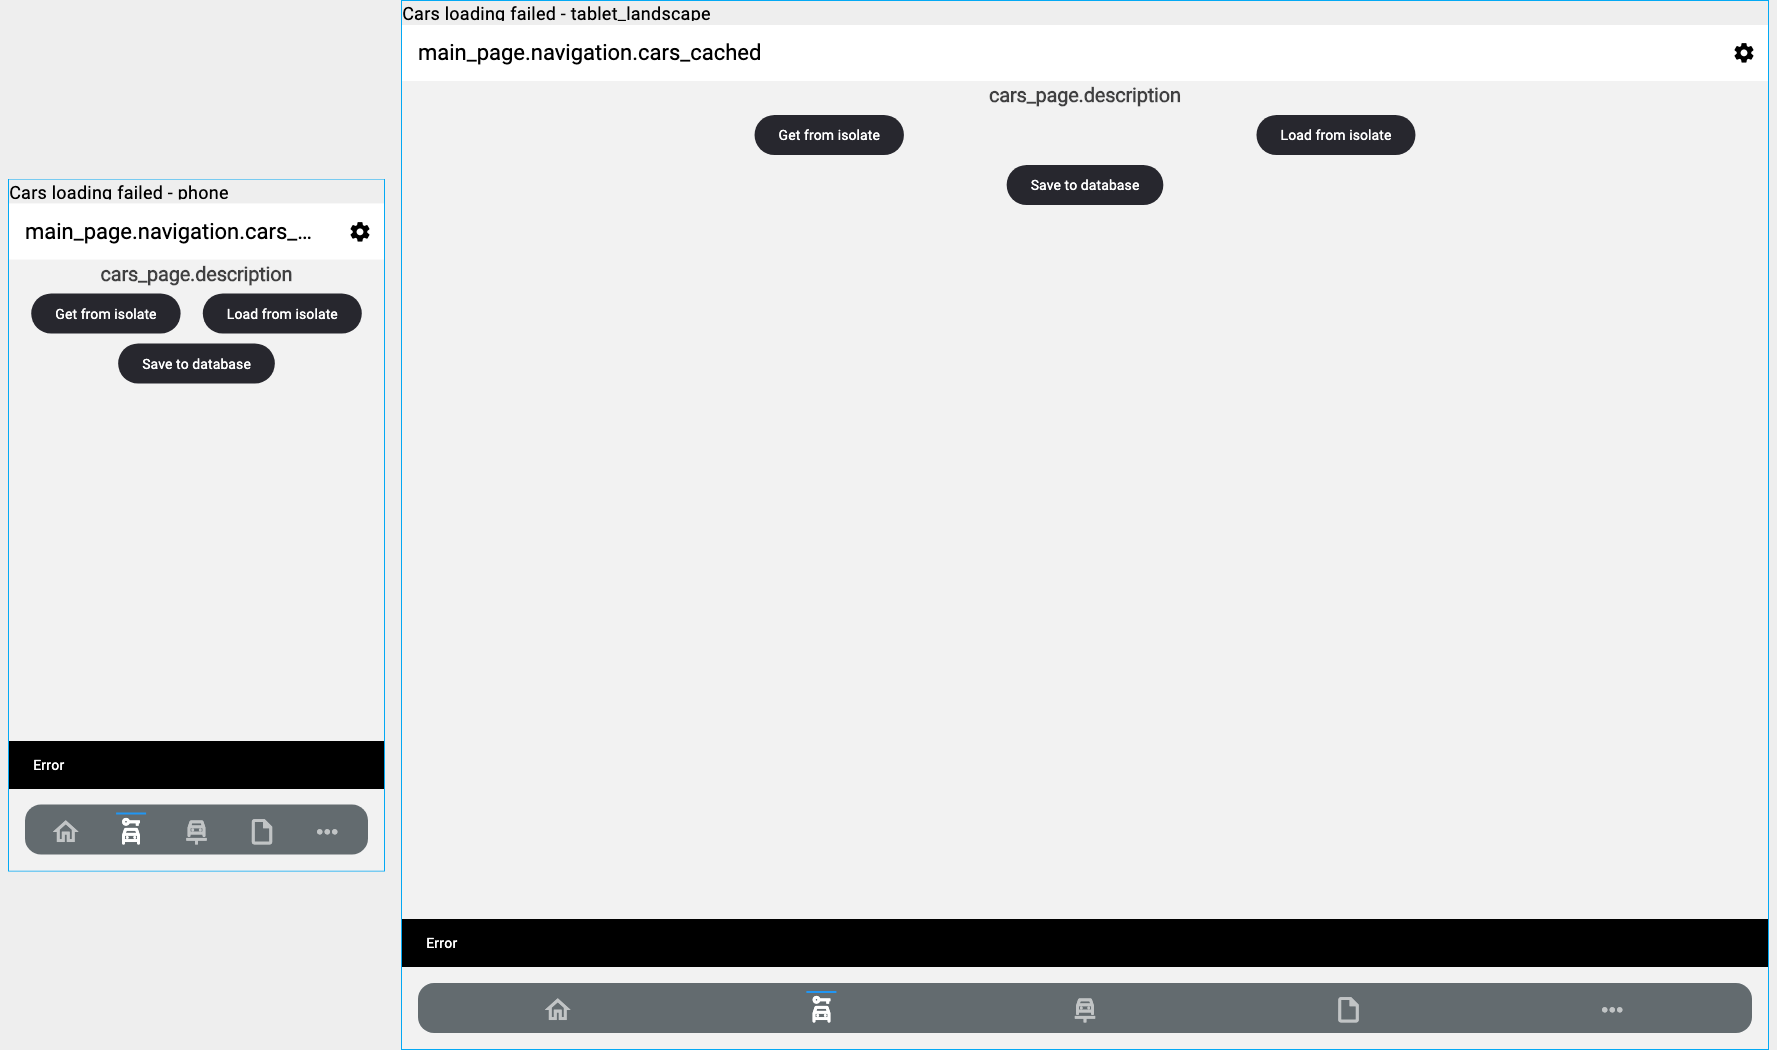 Cars loading failed - phone
main_page.navigation.cars_...
cars_page.description
Get from isolate
Load from isolate
Save to database
Error
Cars loading failed - tablet_landscape
main_page.navigation.cars_cached
cars_page.description
Get from isolate
Load from isolate
Save to database
Error